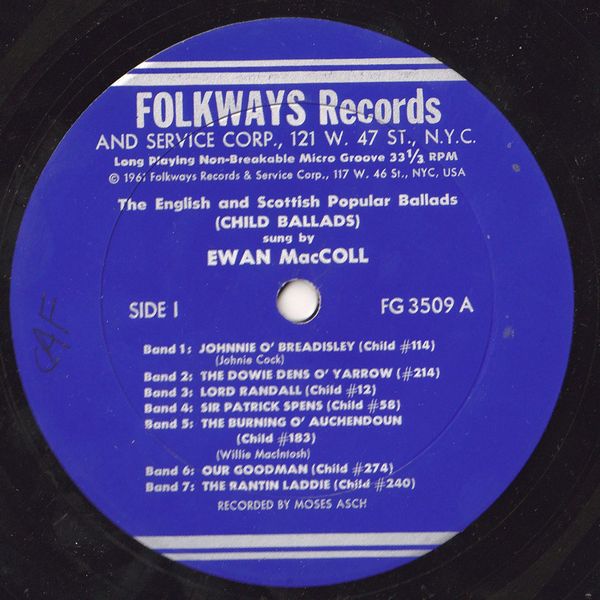 FOLKWAYS Records
AND SERVICE CORP., 121 W. 47 ST., N.Y.C.
Long Playing Non-Breakable Micro Groove 33 1/3 RPM
© 1961 Folkways Records & Service Corp., 117 W. 46 St., NYC, USA
The English and Scottish Popular Ballads
(CHILD BALLADS)
sung by
EWAN MacCOLL
SIDE I
FG 3509 A
Band 1: JOHNNIE O' BREADISLEY (Child #114)
(Johnie Cock)
Band 2: THE DOWIE DENS O' YARROW (#214)
Band 3: LORD RANDALL (Child #12)
Band 4: SIR PATRICK SPENS (Child #58)
Band 5: THE BURNING O' AUCHENDOUN
(Child #183)
(Willie MacIntosh)
Band 6: OUR GOODMAN (Child #274)
Band 7: THE RANTIN LADDIE (Child #240)
RECORDED BY MOSES ASCH